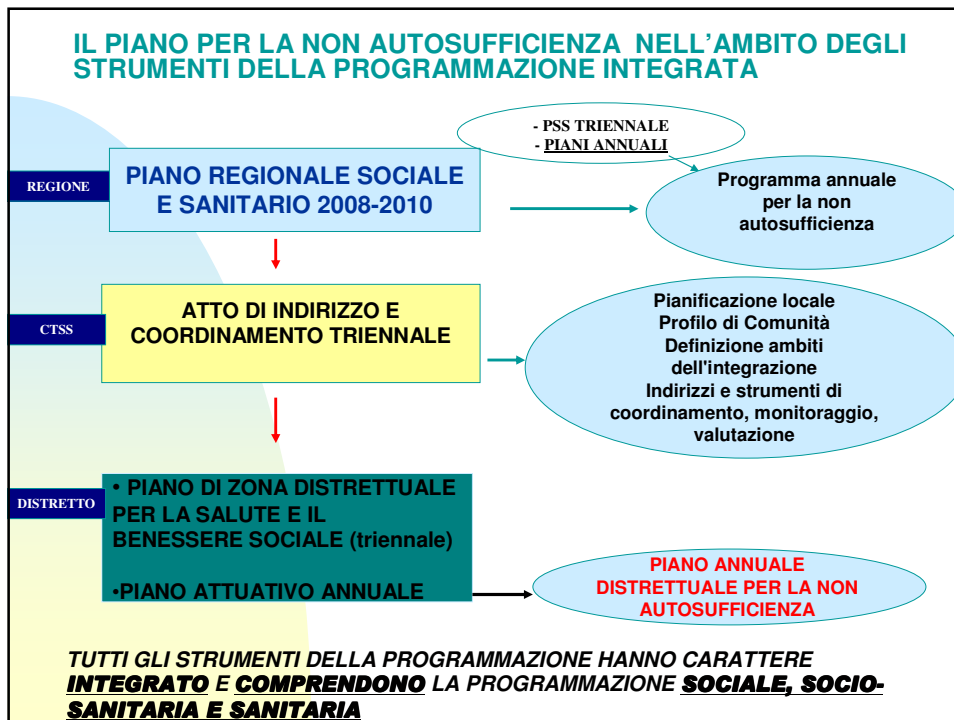 IL PIANO PER LA NON AUTOSUFFICIENZA NELL’AMBITO DEGLI
STRUMENTI DELLA PROGRAMMAZIONE INTEGRATA
- PSS TRIENNALE
- PIANI ANNUALI
REGIONE
PIANO REGIONALE SOCIALE
E SANITARIO 2008-2010
Programma annuale
per la non
autosufficienza
CTSS
ATTO DI INDIRIZZO E
COORDINAMENTO TRIENNALE
Pianificazione locale
Profilo di Comunità
Definizione ambiti
dell'integrazione
Indirizzi e strumenti di
coordinamento, monitoraggio,
valutazione
DISTRETTO
• PIANO DI ZONA DISTRETTUALE
PER LA SALUTE E IL
BENESSERE SOCIALE (triennale)
•PIANO ATTUATIVO ANNUALE
PIANO ANNUALE
DISTRETTUALE PER LA NON
AUTOSUFFICIENZA
TUTTI GLI STRUMENTI DELLA PROGRAMMAZIONE HANNO CARATTERE
INTEGRATO E COMPRENDONO LA PROGRAMMAZIONE SOCIALE, SOCIO-
SANITARIA E SANITARIA